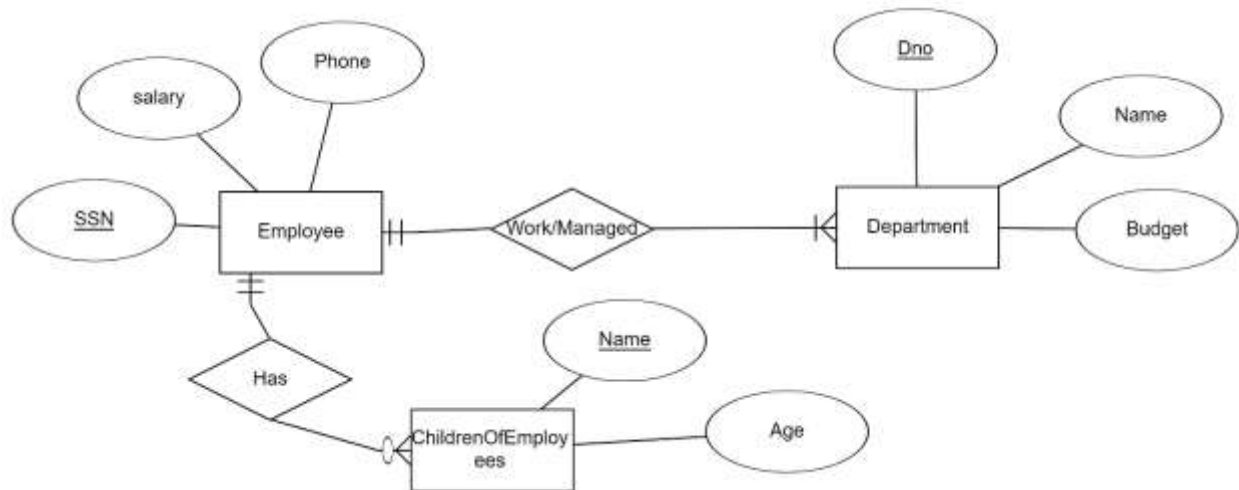 Dno
Phone
salary
Name
SSN
Employee
Work/Managed
Department
Budget
Name
Has
Age
ChildrenOfEmploy
ees